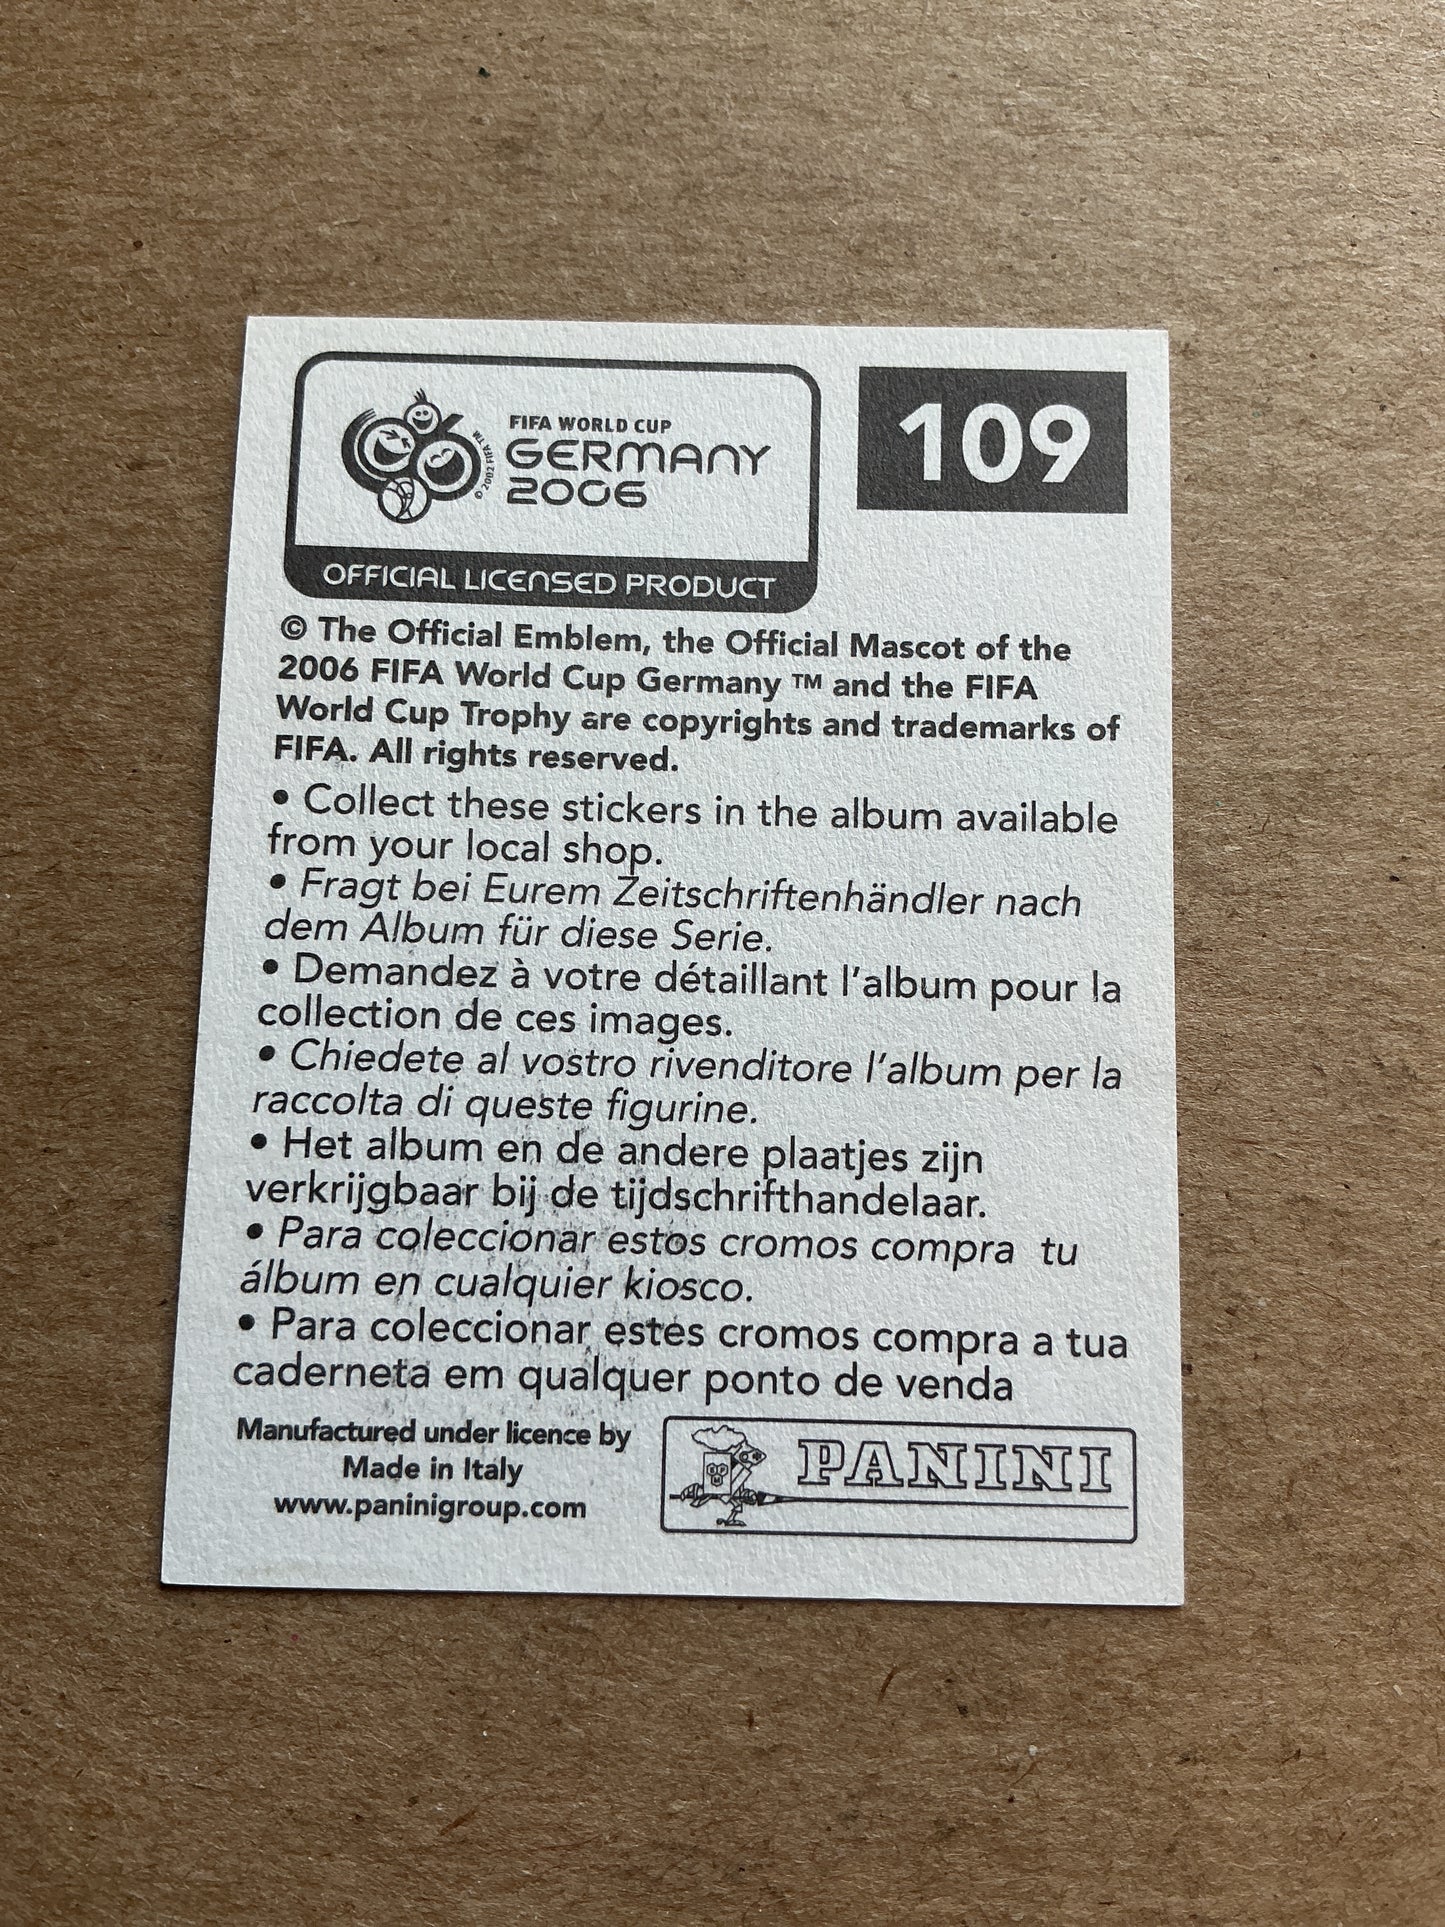 © 2002 FIFA TM
FIFA WORLD CUP
GERMANY
2006
OFFICIAL LICENSED PRODUCT
109
© The Official Emblem, the Official Mascot of the
2006 FIFA World Cup Germany ™ and the FIFA
World Cup Trophy are copyrights and trademarks of
FIFA. All rights reserved.
• Collect these stickers in the album available
from your local shop.
• Fragt bei Eurem Zeitschriftenhändler nach
dem Album für diese Serie.
• Demandez à votre détaillant l'album pour la
collection de ces images.
• Chiedete al vostro rivenditore l'album per la
raccolta di queste figurine.
• Het album en de andere plaatjes zijn
verkrijgbaar bij de tijdschrifthandelaar.
• Para coleccionar estos cromos compra tu
álbum en cualquier kiosco.
• Para coleccionar estes cromos compra a tua
caderneta em qualquer ponto de venda
Manufactured under licence by
Made in Italy
www.paninigroup.com
PANINI